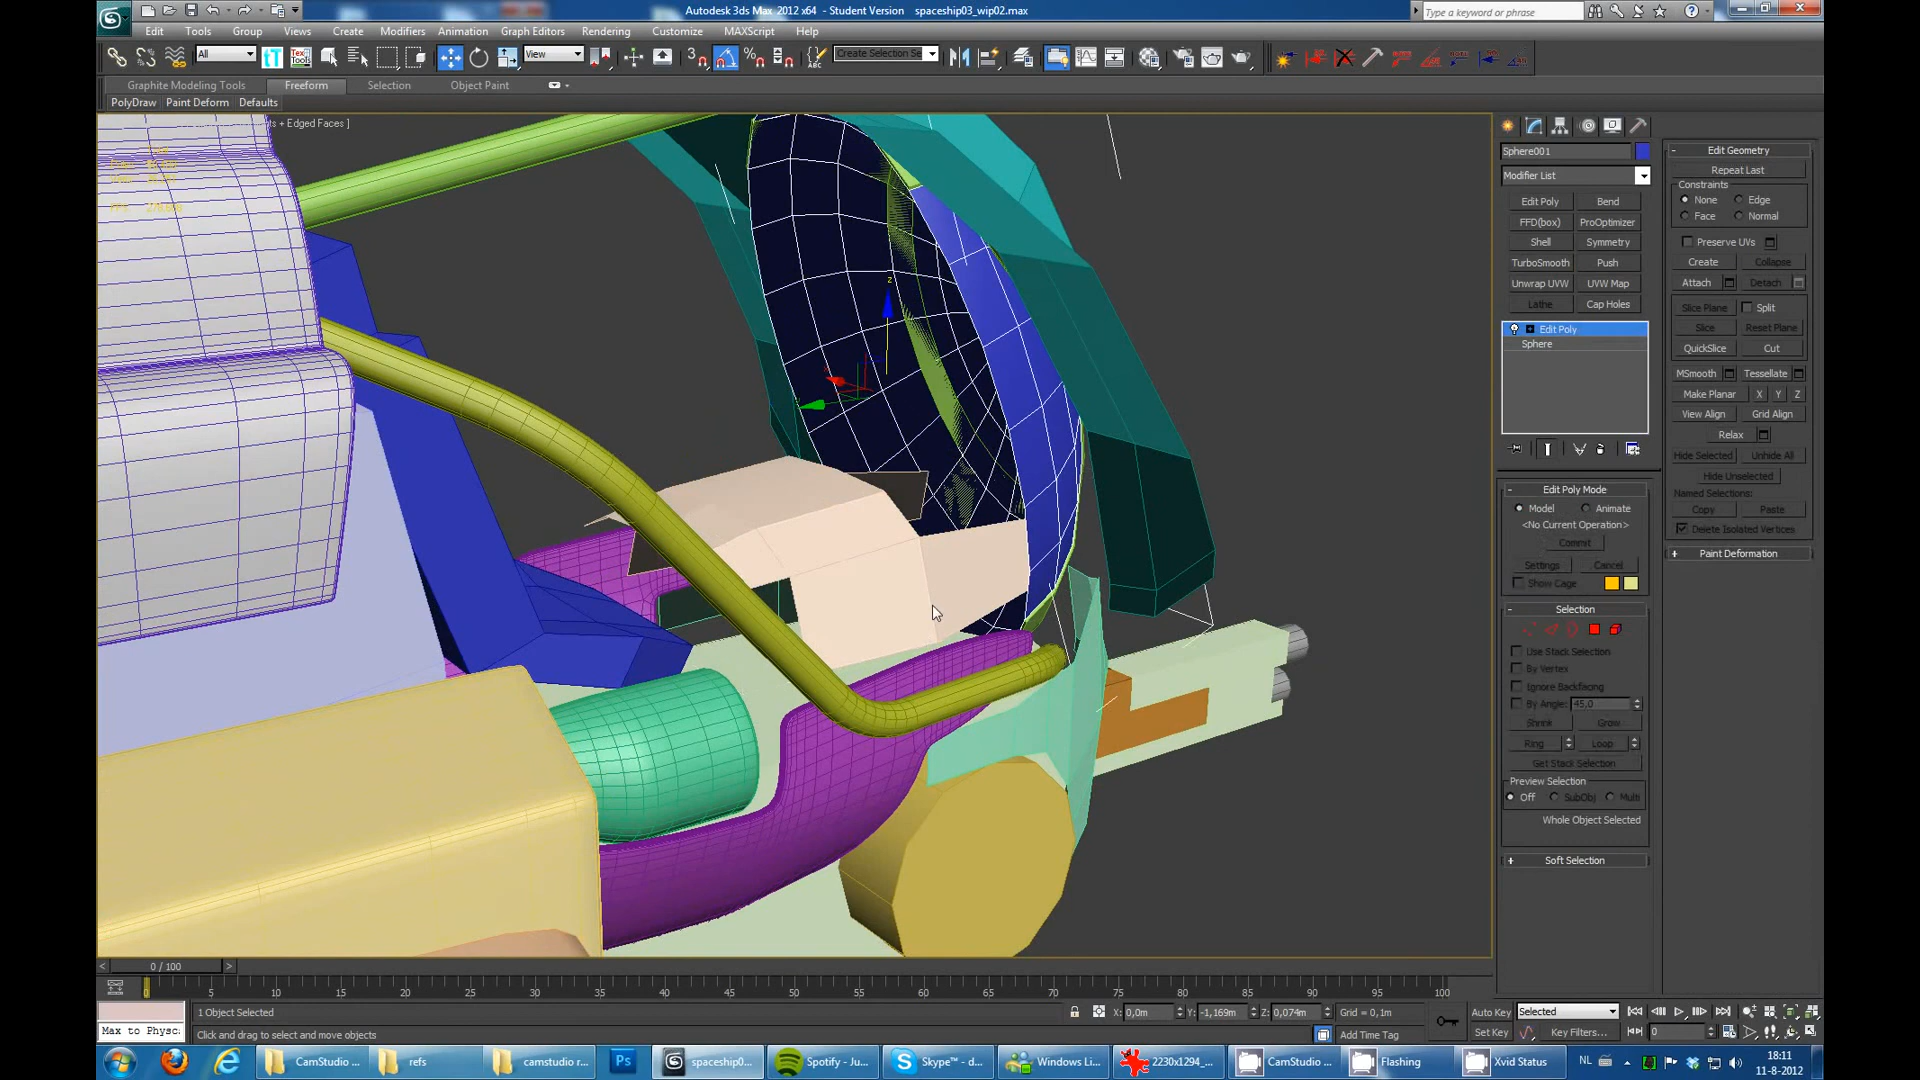 Autodesk 3ds Max 2012 x64 - Student Version spaceship03_wip02.max
Type a keyword or phrase
Edit Tools Group Views Create Modifiers Animation Graph Editors Rendering Customize MAXScript Help
All View Create Selection Se
Graphite Modeling Tools Freeform Selection Object Paint
PolyDraw Paint Deform Defaults
+ Edged Faces ]
Sphere001
Modifier List
Edit Poly Bend
FFD(box) ProOptimizer
Shell Symmetry
TurboSmooth Push
Unwrap UVW UVW Map
Lathe Cap Holes
Edit Poly
Sphere
Edit Poly Mode
Model Animate
<No Current Operation>
Commit
Settings Cancel
Show Cage
Selection
Use Stack Selection
By Vertex
Ignore Backfacing
By Angle: 45,0
Shrink Grow
Ring Loop
Get Stack Selection
Preview Selection
Off SubObj Multi
Whole Object Selected
Soft Selection
Edit Geometry
Repeat Last
Constraints
None Edge
Face Normal
Preserve UVs
Create Collapse
Attach Detach
Slice Plane Split
Slice Reset Plane
QuickSlice Cut
MSmooth Tessellate
Make Planar X Y Z
View Align Grid Align
Relax
Hide Selected Unhide All
Hide Unselected
Named Selections:
Copy Paste
Delete Isolated Vertices
Paint Deformation
0 / 100
0 5 10 15 20 25 30 35 40 45 50 55 60 65 70 75 80 85 90 95 100
1 Object Selected X: 0,0m Y: -1,169m Z: 0,074m Grid = 0,1m Auto Key Selected
Max to Physc: Click and drag to select and move objects Add Time Tag Set Key Key Filters... 0
CamStudio ... refs camstudio r... spaceship0... Spotify - Ju... Skype™ - d... Windows Li... 2230x1294_... CamStudio ... Flashing Xvid Status NL 18:11
11-8-2012